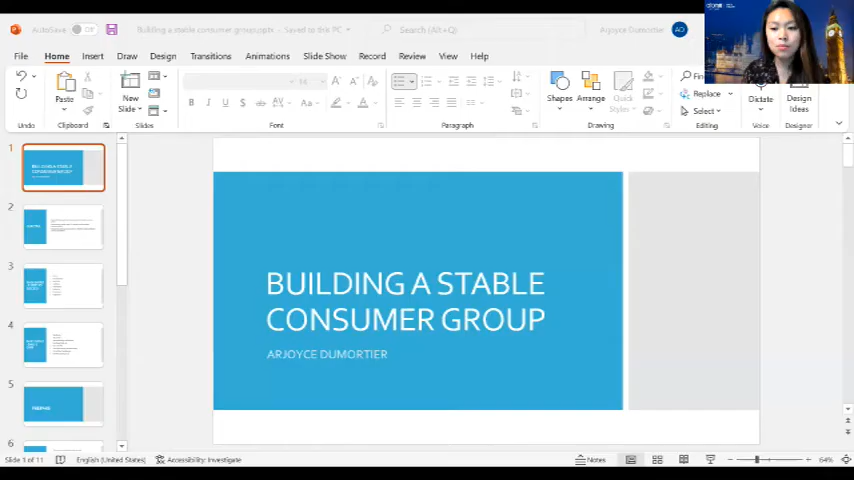 AutoSave Off Building a stable consumer group.pptx - Saved to this PC Search (Alt+Q) Arjoyce Dumortier AD
File Home Insert Draw Design Transitions Animations Slide Show Record Review View Help
Paste New Slide Shapes Arrange Quick Styles Replace Select Dictate Design Ideas
Undo Clipboard Slides Font Paragraph Drawing Editing Voice Designer
1
2
3
4
5
6
BUILDING A STABLE
CONSUMER GROUP
ARJOYCE DUMORTIER
Slide 1 of 11 English (United States) Accessibility: Investigate Notes 64%